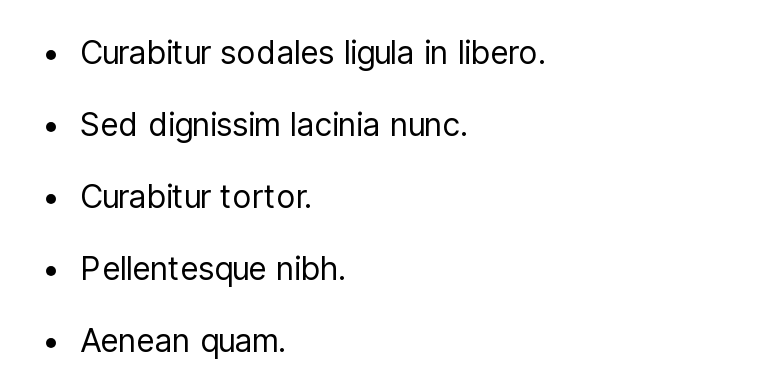 • Curabitur sodales ligula in libero.
• Sed dignissim lacinia nunc.
• Curabitur tortor.
• Pellentesque nibh.
• Aenean quam.